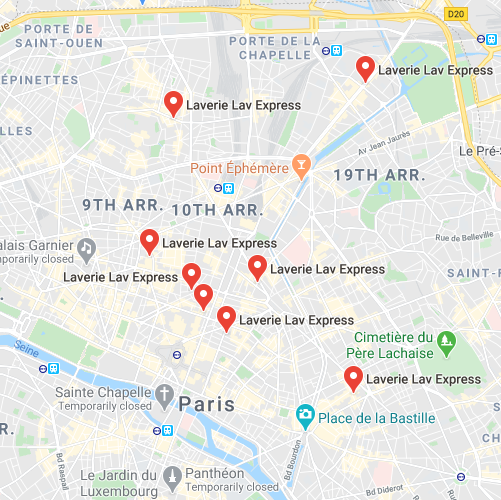 PORTE DE
SAINT-OUEN
PORTE DE LA
CHAPELLE
D20
ÉPINETTES
Laverie Lav Express
Laverie Lav Express
LLES
Av Jean Jaurès
Le Pré-S
Point Éphémère
19TH ARR.
9TH ARR.
10TH ARR.
Rue de Belleville
alais Garnier
mporarily closed
Laverie Lav Express
Laverie Lav Express
Laverie Lav Express
SAINT-F
Laverie Lav Express
Seine
Cimetière du
Père Lachaise
Laverie Lav Express
Sainte Chapelle
Temporarily closed
Paris
Place de la Bastille
R.
Bd Raspail
Bd Bourdon
Le Jardin du
Luxembourg
Panthéon
Temporarily closed
Bd Diderot